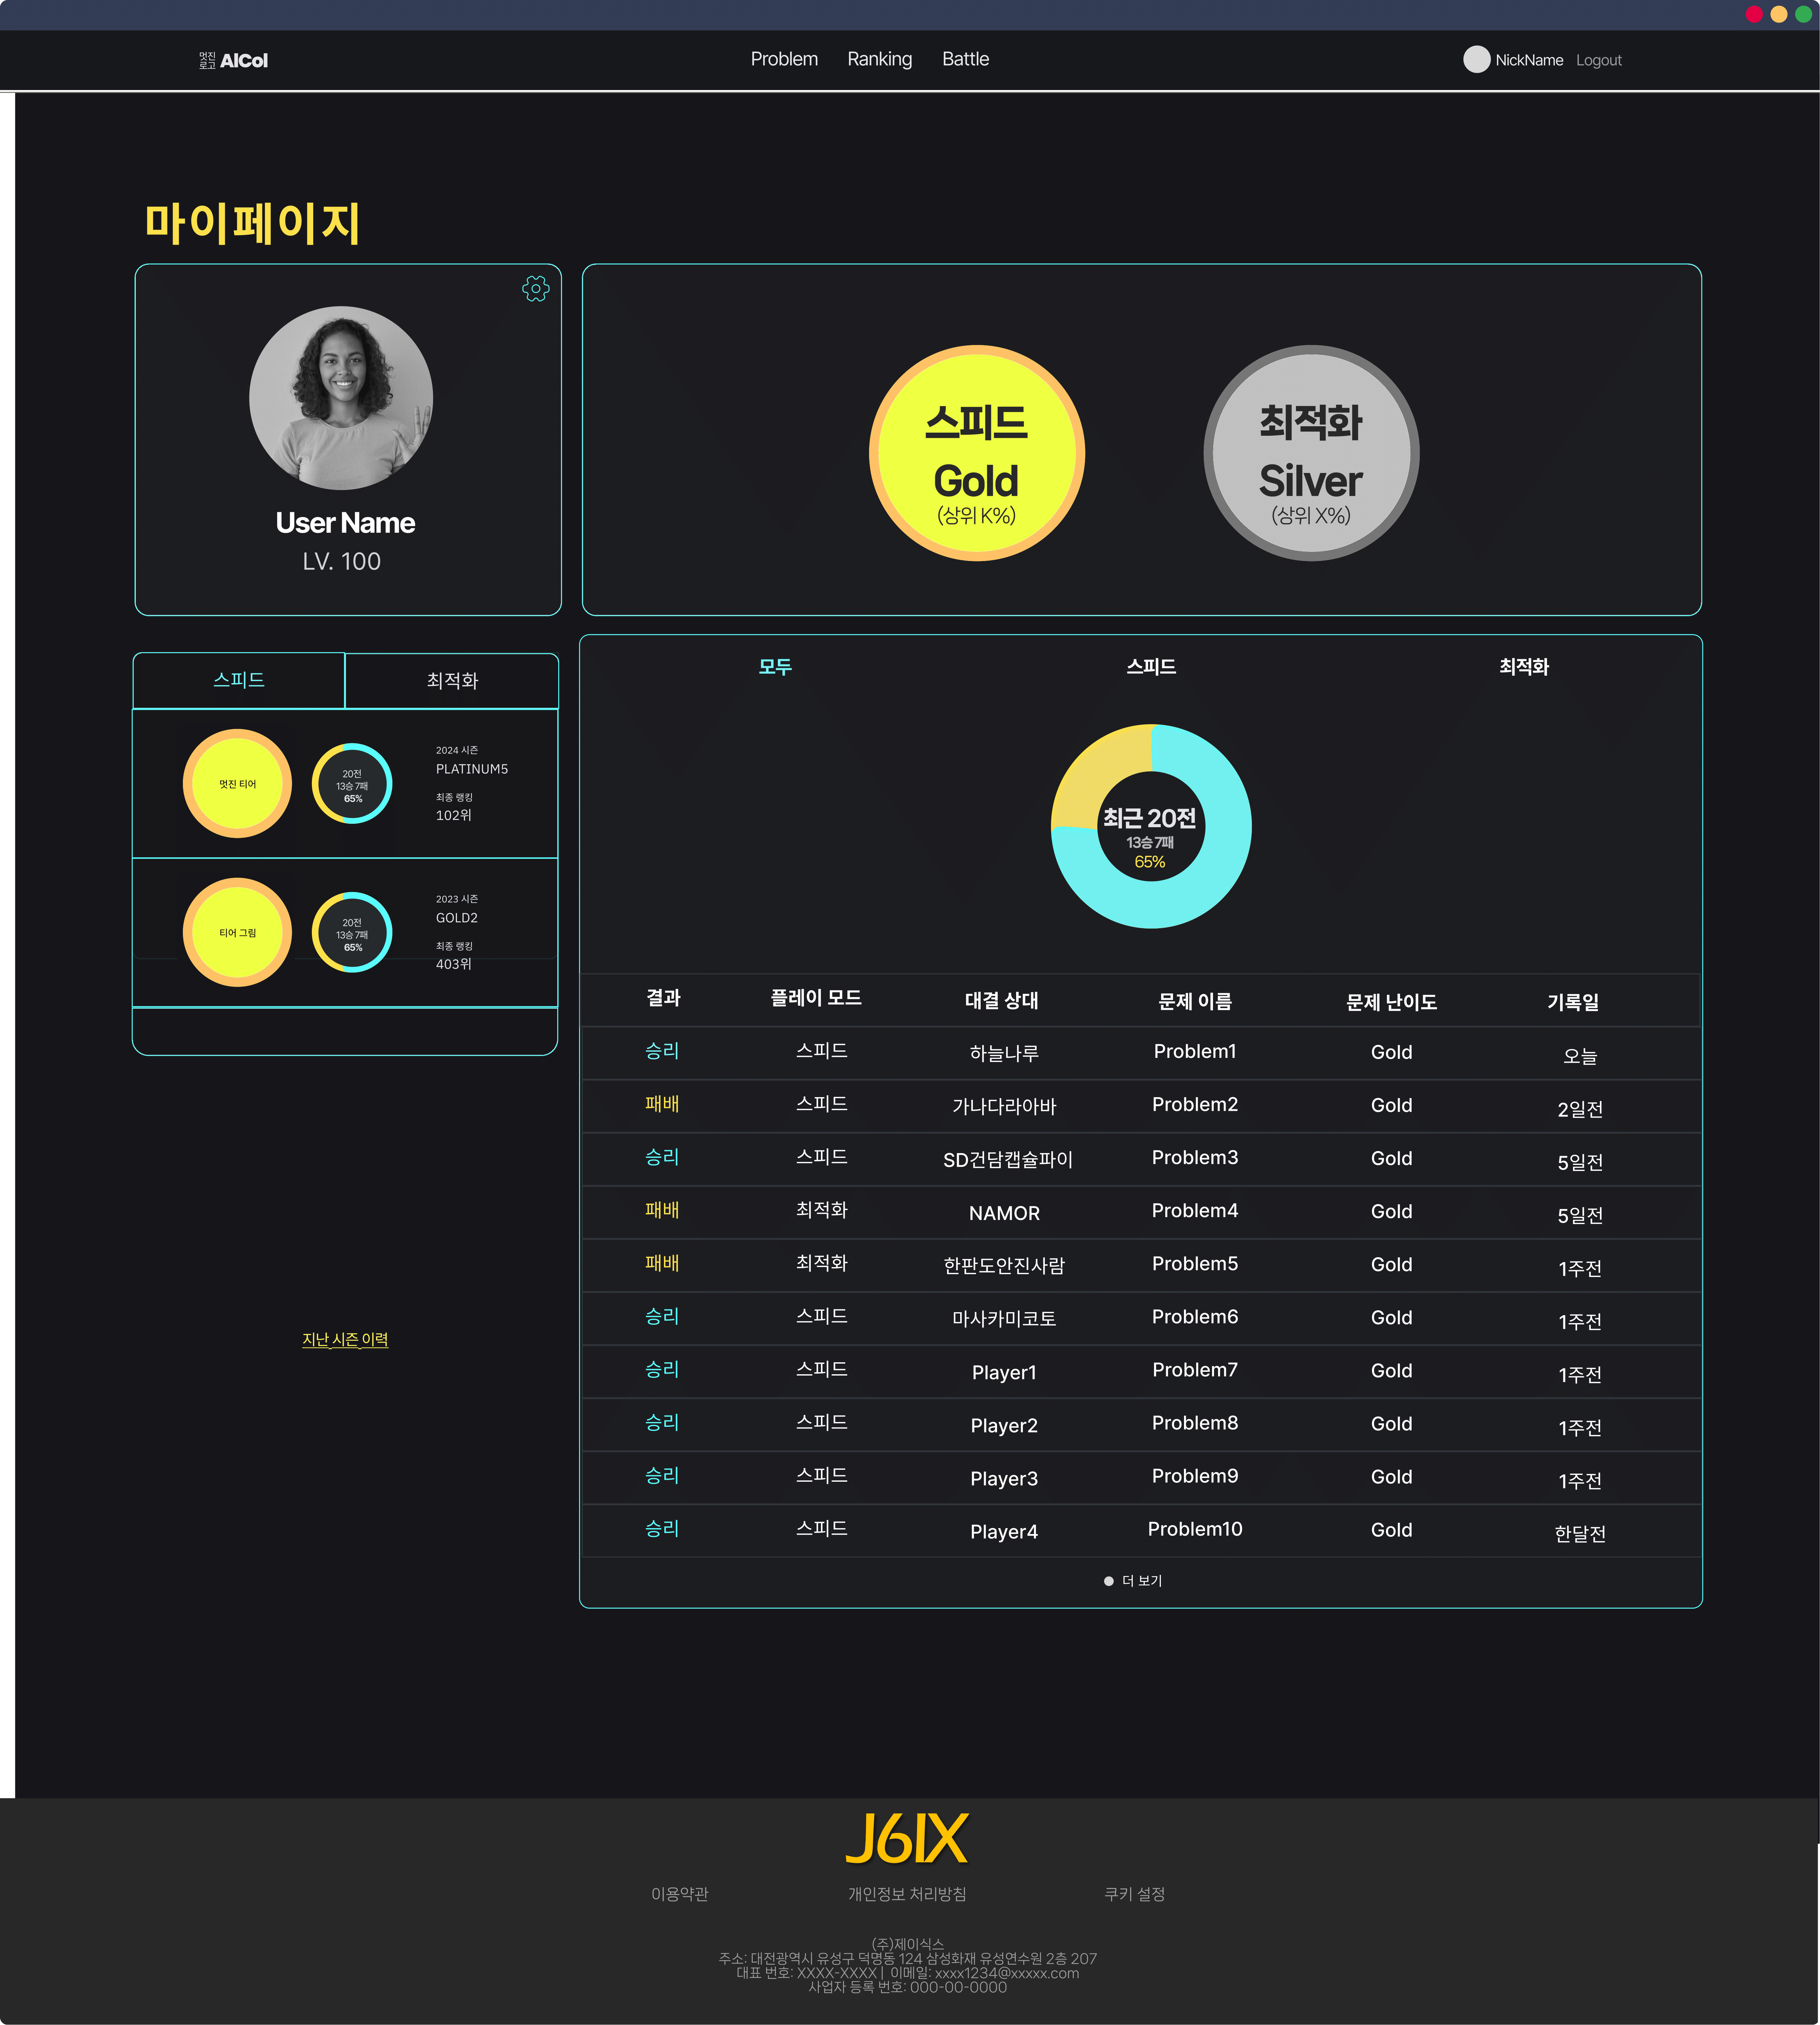 멋진
로고 AlCol
Problem Ranking Battle
NickName Logout
마이페이지
User Name
LV. 100
스피드
Gold
(상위 K%)
최적화
Silver
(상위 X%)
스피드 최적화
멋진 티어
20전
13승 7패
65%
2024 시즌
PLATINUM5
최종 랭킹
102위
티어 그림
20전
13승 7패
65%
2023 시즌
GOLD2
최종 랭킹
403위
지난 시즌 이력
모두 스피드 최적화
최근 20전
13승 7패
65%
결과 플레이 모드 대결 상대 문제 이름 문제 난이도 기록일
승리 스피드 하늘나루 Problem1 Gold 오늘
패배 스피드 가나다라아바 Problem2 Gold 2일전
승리 스피드 SD건담캡슐파이 Problem3 Gold 5일전
패배 최적화 NAMOR Problem4 Gold 5일전
패배 최적화 한판도안진사람 Problem5 Gold 1주전
승리 스피드 마사카미코토 Problem6 Gold 1주전
승리 스피드 Player1 Problem7 Gold 1주전
승리 스피드 Player2 Problem8 Gold 1주전
승리 스피드 Player3 Problem9 Gold 1주전
승리 스피드 Player4 Problem10 Gold 한달전
더 보기
J6IX
이용약관 개인정보 처리방침 쿠키 설정
(주)제이식스
주소: 대전광역시 유성구 덕명동 124 삼성화재 유성연수원 2층 207
대표 번호: XXXX-XXXX | 이메일: xxxx1234@xxxxx.com
사업자 등록 번호: 000-00-0000